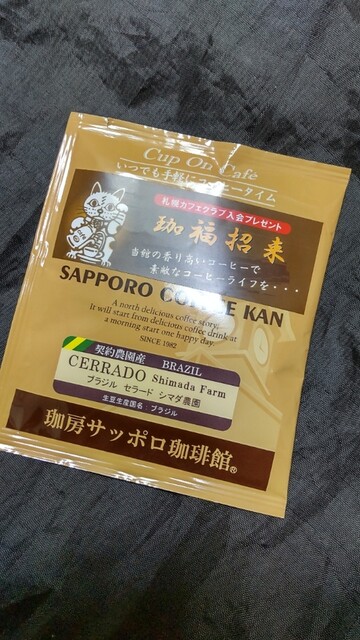 Cup On Café
いつでも手軽にコーヒータイム
札幌カフェクラブ入会プレゼント
珈福招来
当館の香り高いコーヒーで
素敵なコーヒーライフを・・・
SAPPORO COFFEE KAN
A north delicious coffee story.
It will start from delicious coffee drink at
a morning start one happy day.
SINCE 1982
契約農園産 BRAZIL
CERRADO Shimada Farm
ブラジル セラード シマダ農園
生豆生産国名：ブラジル
珈房サッポロ珈琲館®